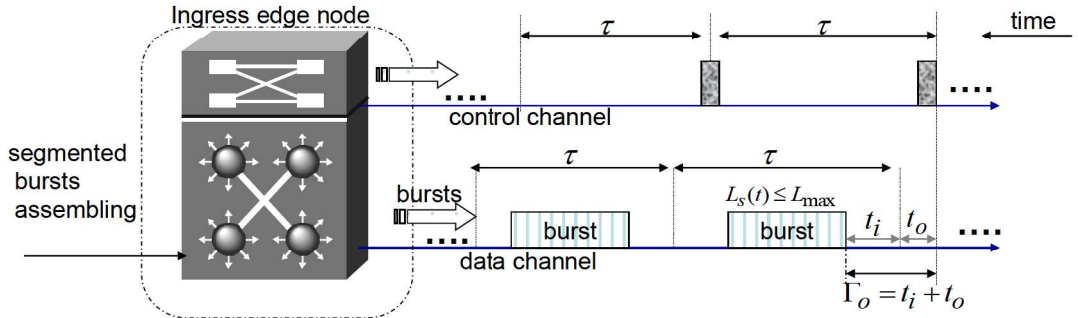 Ingress edge node
τ
τ
time
....
....
control channel
segmented
bursts
assembling
τ
τ
bursts
L_s(t) ≤ L_max
burst
burst
t_i
t_o
....
....
data channel
Γ_o = t_i + t_o